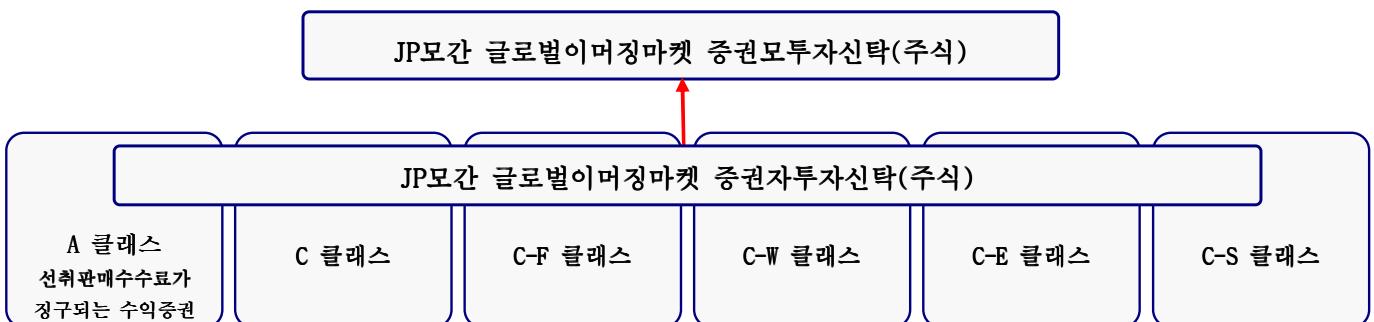 JP모간 글로벌이머징마켓 증권모투자신탁(주식)
JP모간 글로벌이머징마켓 증권자투자신탁(주식)
A 클래스
선취판매수수료가
징구되는 수익증권
C 클래스
C-F 클래스
C-W 클래스
C-E 클래스
C-S 클래스